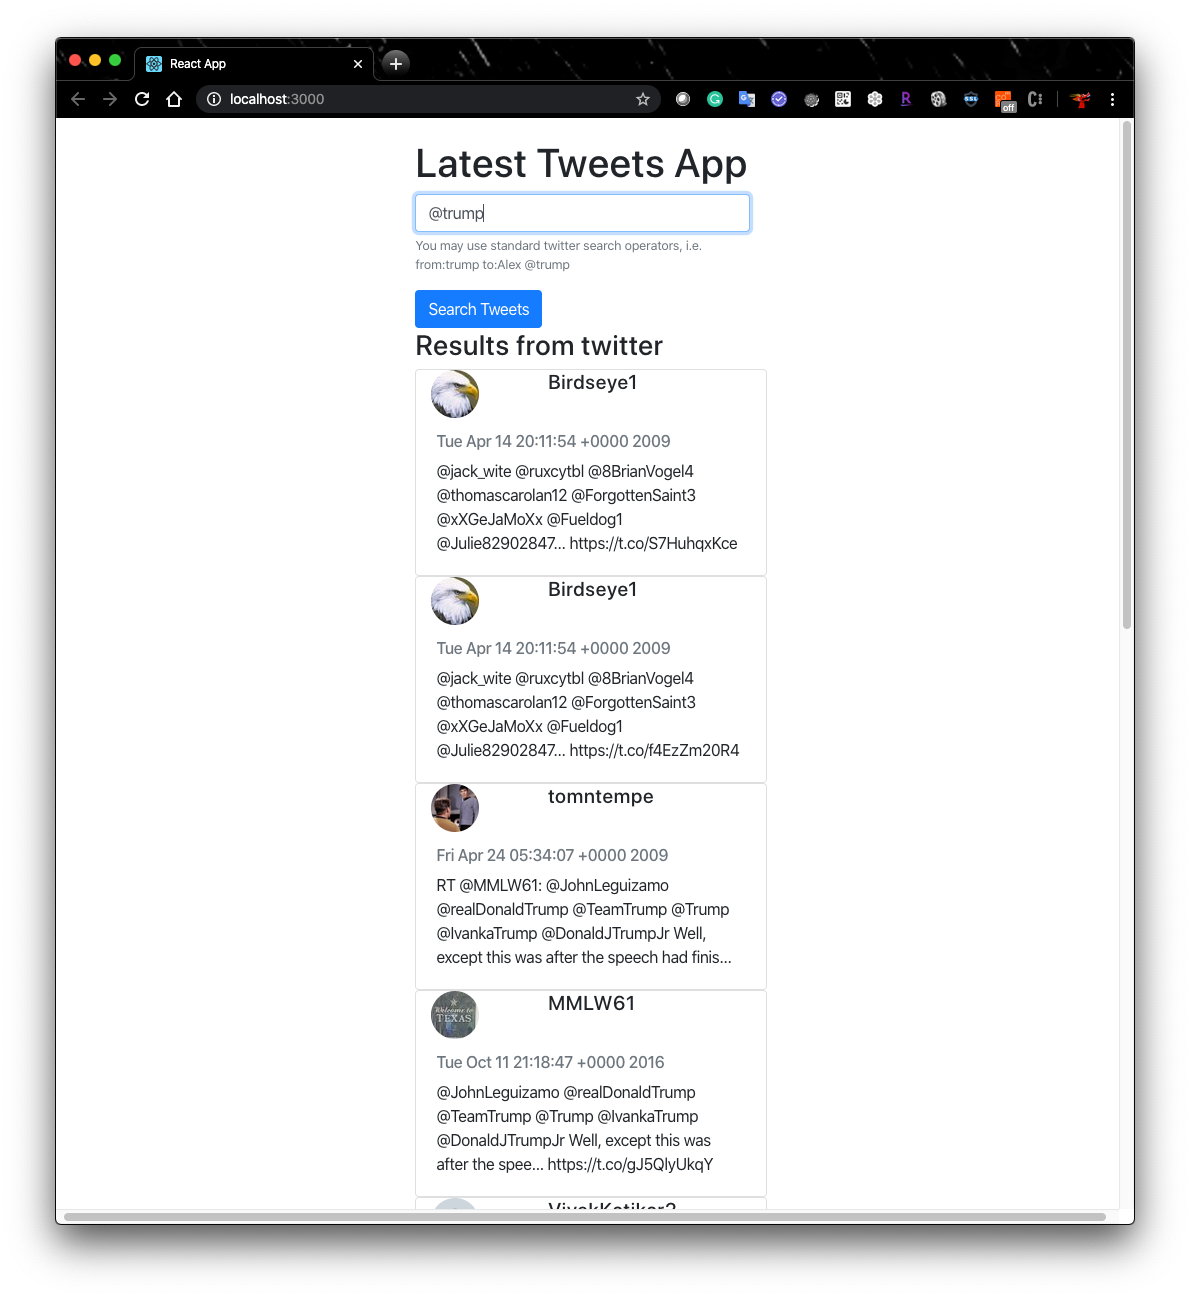 React App
localhost:3000
off
Latest Tweets App
@trump
You may use standard twitter search operators, i.e.
from:trump to:Alex @trump
Search Tweets
Results from twitter
Birdseye1
Tue Apr 14 20:11:54 +0000 2009
@jack_wite @ruxcytbl @8BrianVogel4
@thomascarolan12 @ForgottenSaint3
@xXGeJaMoXx @Fueldog1
@Julie82902847… https://t.co/S7HuhqxKce
Birdseye1
Tue Apr 14 20:11:54 +0000 2009
@jack_wite @ruxcytbl @8BrianVogel4
@thomascarolan12 @ForgottenSaint3
@xXGeJaMoXx @Fueldog1
@Julie82902847… https://t.co/f4EzZm20R4
tomntempe
Fri Apr 24 05:34:07 +0000 2009
RT @MMLW61: @JohnLeguizamo
@realDonaldTrump @TeamTrump @Trump
@IvankaTrump @DonaldJTrumpJr Well,
except this was after the speech had finis…
MMLW61
Welcome to
TEXAS
Tue Oct 11 21:18:47 +0000 2016
@JohnLeguizamo @realDonaldTrump
@TeamTrump @Trump @IvankaTrump
@DonaldJTrumpJr Well, except this was
after the spee… https://t.co/gJ5QlyUkqY